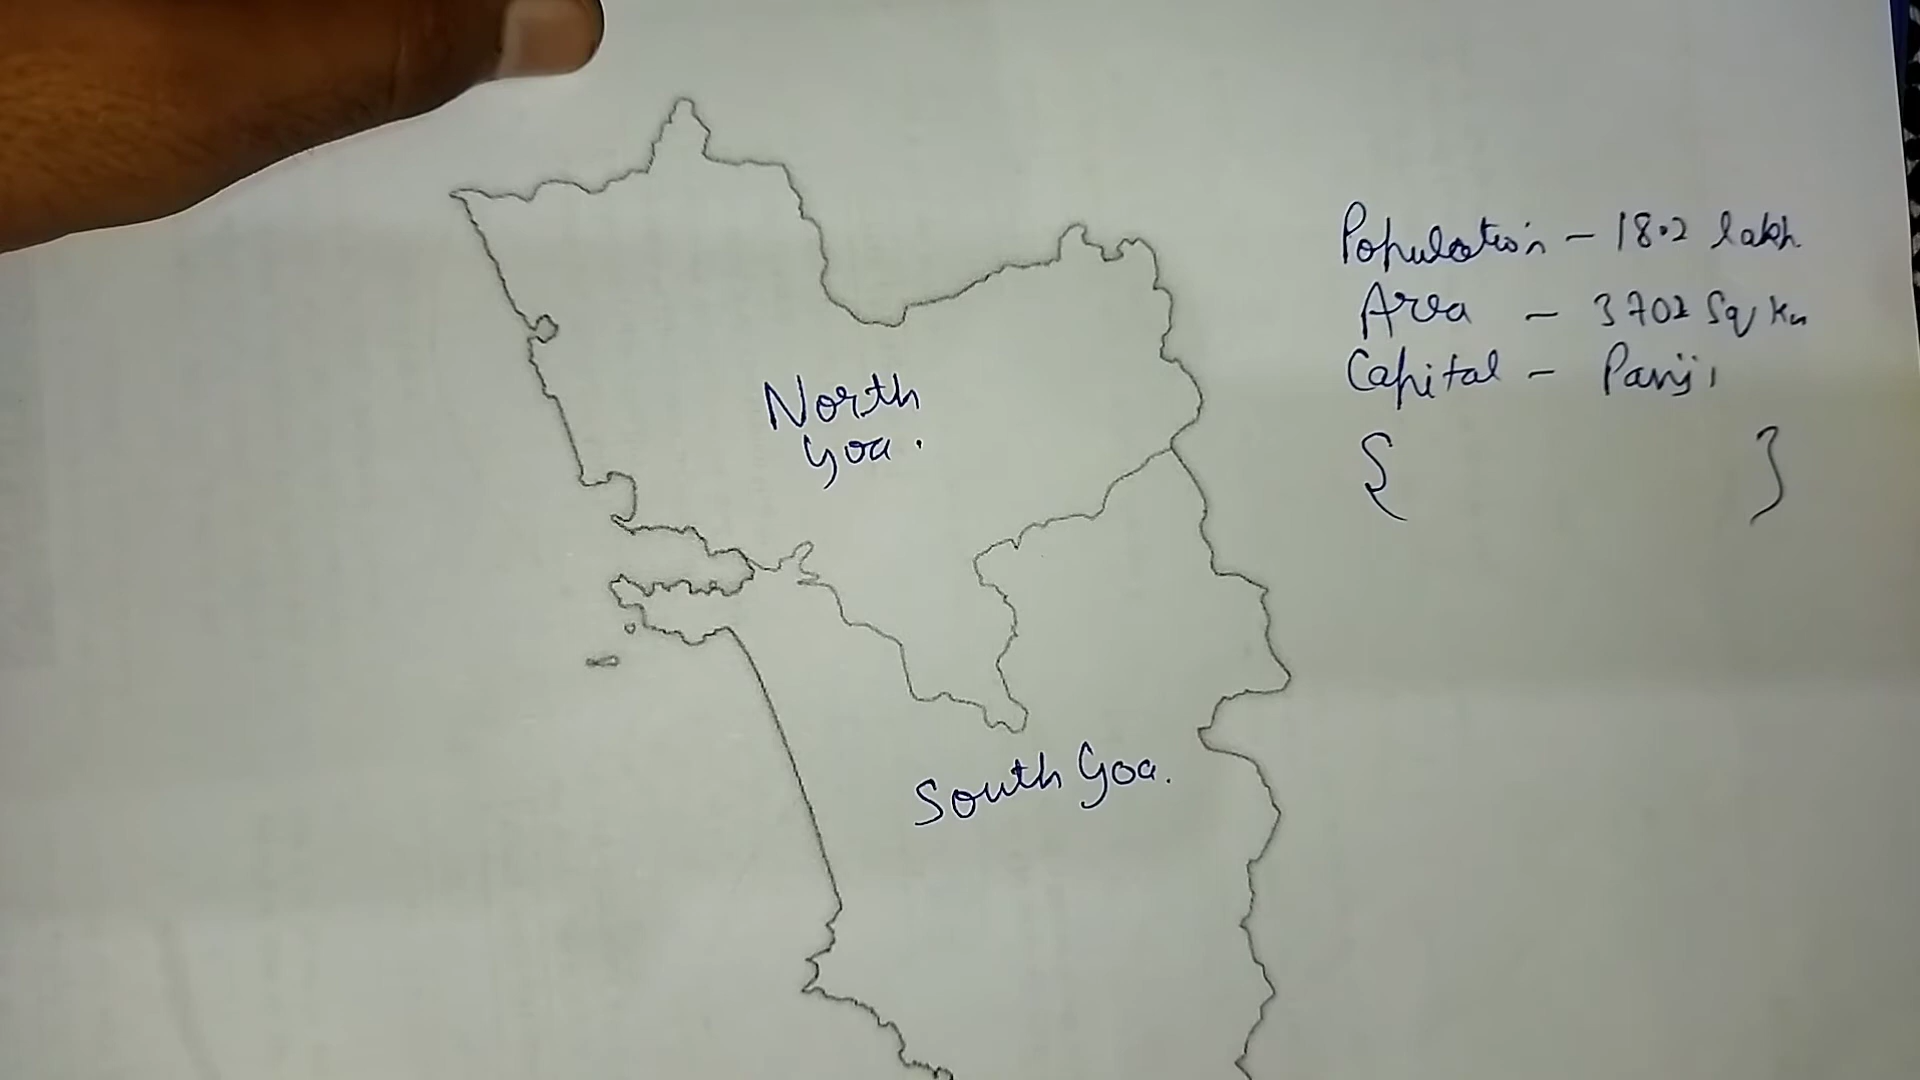 Population - 18.2 lakh.
Area - 3702 Sq Km
Capital - Panji
{ }
North
Goa.
South Goa.